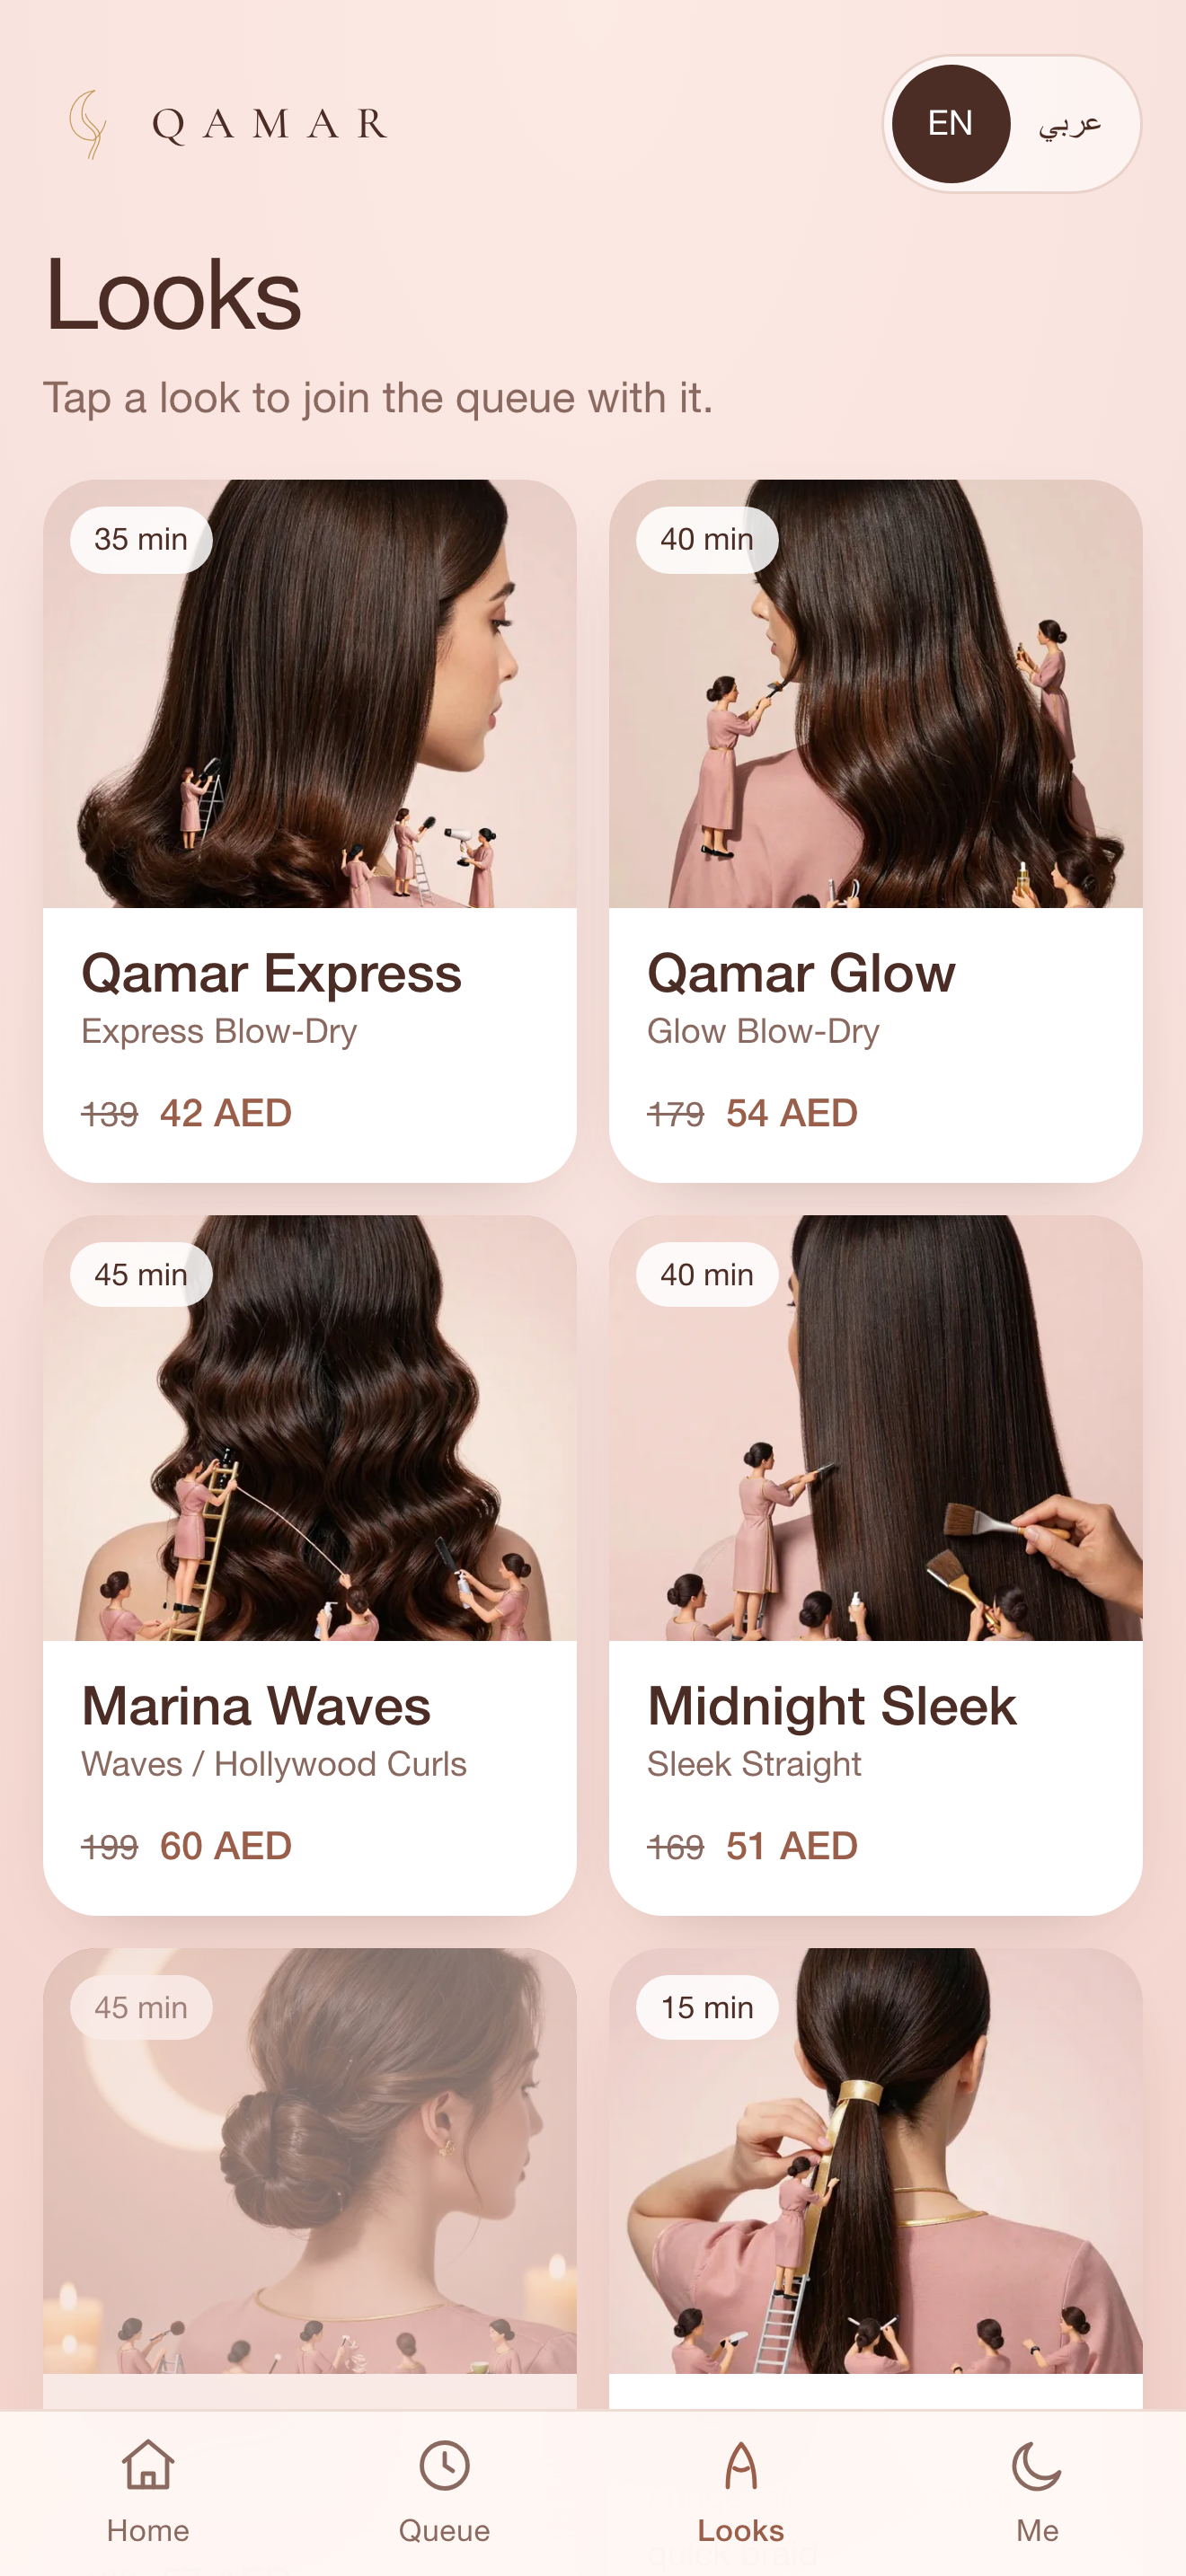 QAMAR
EN
عربي
Looks
Tap a look to join the queue with it.
35 min
40 min
Qamar Express
Qamar Glow
Express Blow-Dry
Glow Blow-Dry
139 42 AED
179 54 AED
45 min
40 min
Marina Waves
Midnight Sleek
Waves / Hollywood Curls
Sleek Straight
199 60 AED
169 51 AED
45 min
15 min
Home
Queue
Looks
Me
quick braid